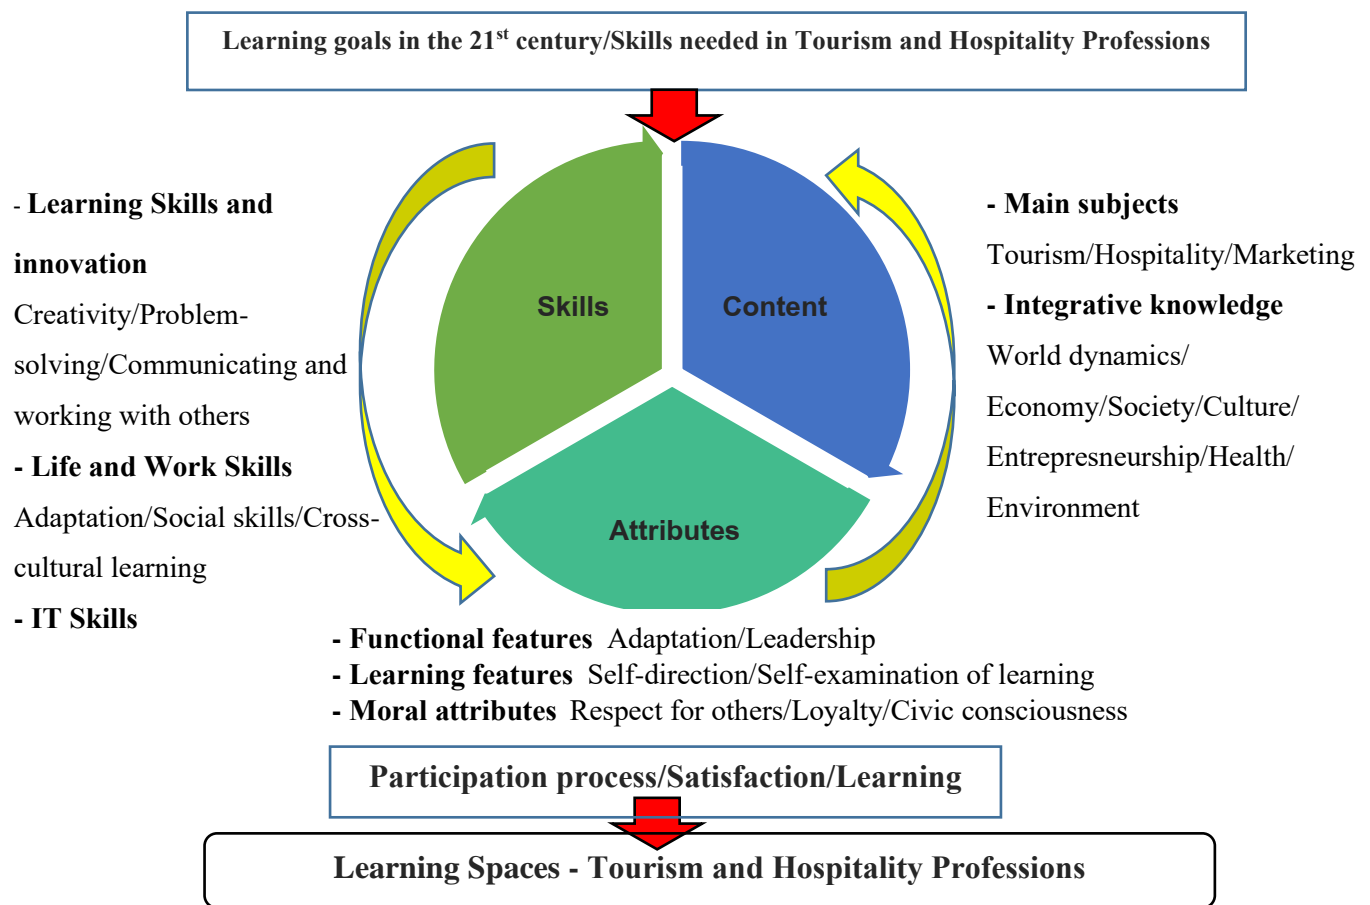 Learning goals in the 21st century/Skills needed in Tourism and Hospitality Professions
- Learning Skills and
innovation
Creativity/Problem-
solving/Communicating and
working with others
- Life and Work Skills
Adaptation/Social skills/Cross-
cultural learning
- IT Skills
Skills
Content
Attributes
- Main subjects
Tourism/Hospitality/Marketing
- Integrative knowledge
World dynamics/
Economy/Society/Culture/
Entrepresneurship/Health/
Environment
- Functional features Adaptation/Leadership
- Learning features Self-direction/Self-examination of learning
- Moral attributes Respect for others/Loyalty/Civic consciousness
Participation process/Satisfaction/Learning
Learning Spaces - Tourism and Hospitality Professions